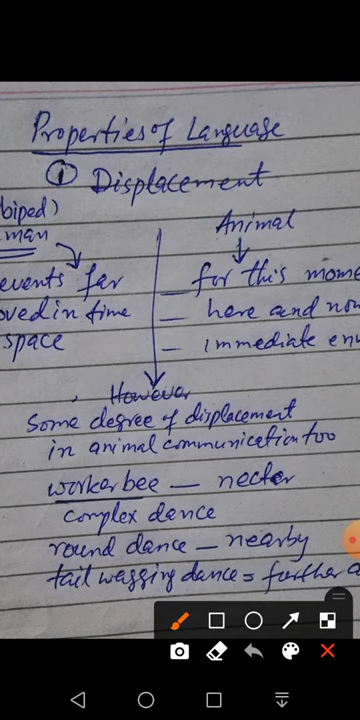 Properties of Language
① Displacement
biped)
man
Animal
events far
oved in time
space
— for this mome
— here and now
— immediate env
However
Some degree of displacement
in animal communication too
worker bee — necter
complex dance
round dance — nearby
tail wagging dance = further a